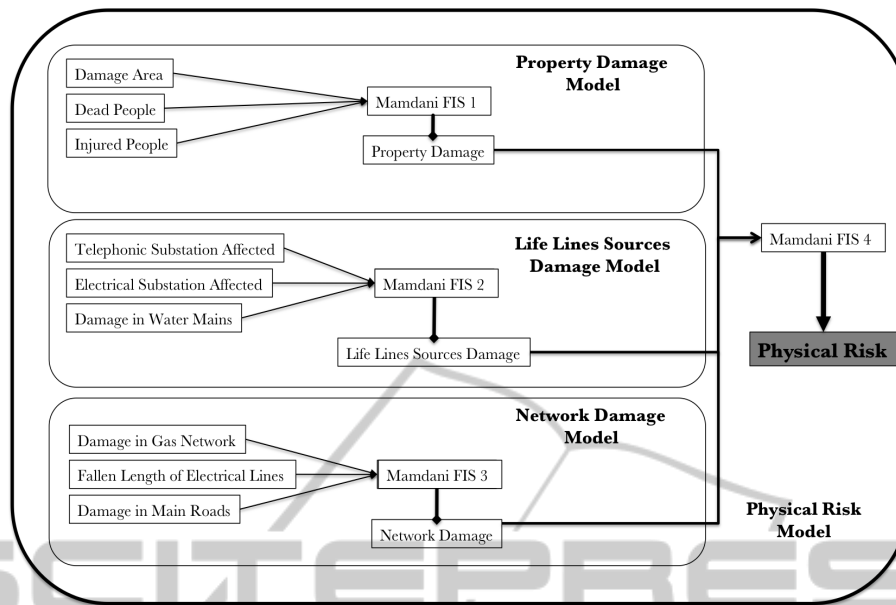 Property Damage
Model
Damage Area
Dead People
Injured People
Mamdani FIS 1
Property Damage
Life Lines Sources
Damage Model
Telephonic Substation Affected
Electrical Substation Affected
Damage in Water Mains
Mamdani FIS 2
Life Lines Sources Damage
Network Damage
Model
Damage in Gas Network
Fallen Length of Electrical Lines
Damage in Main Roads
Mamdani FIS 3
Network Damage
Mamdani FIS 4
Physical Risk
Physical Risk
Model
SCITEPRESS